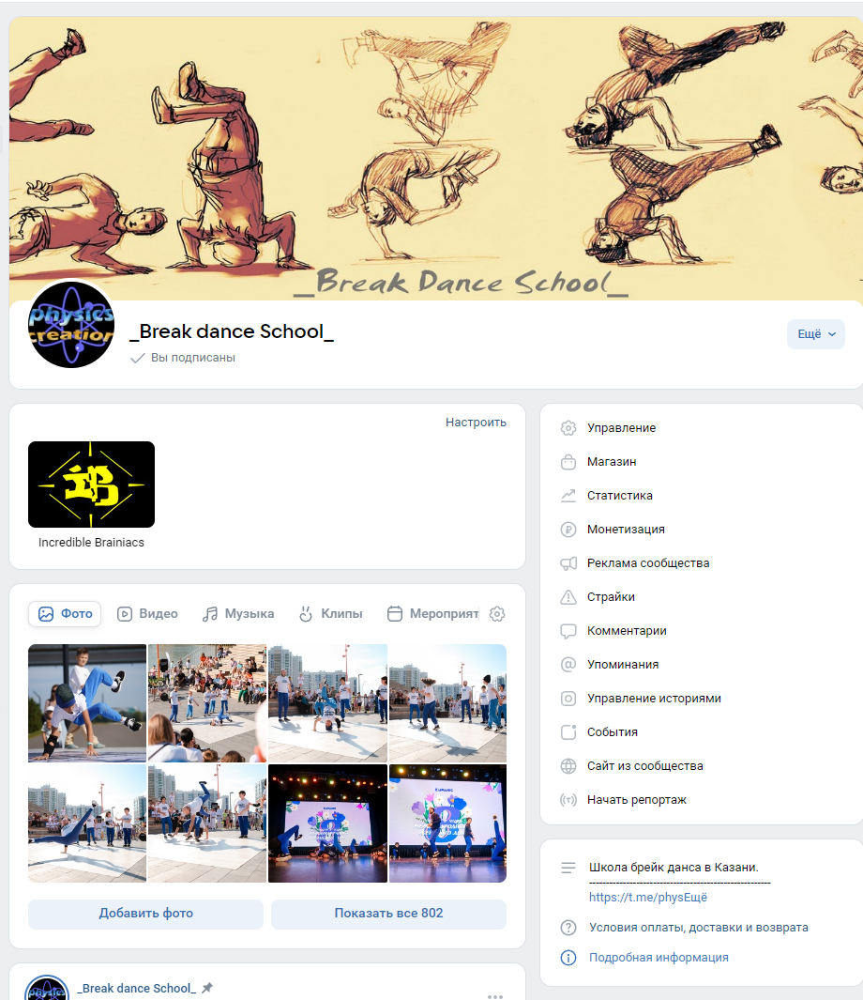 _Break Dance School_
physics
creation
_Break dance School_
Вы подписаны
Ещё
Настроить
Incredible Brainiacs
Фото
Видео
Музыка
Клипы
Мероприят
Добавить фото
Показать все 802
_Break dance School_
Управление
Магазин
Статистика
Монетизация
Реклама сообщества
Страйки
Комментарии
Упоминания
Управление историями
События
Сайт из сообщества
Начать репортаж
Школа брейк данса в Казани.
------------------------------------------------------
https://t.me/physЕщё
Условия оплаты, доставки и возврата
Подробная информация